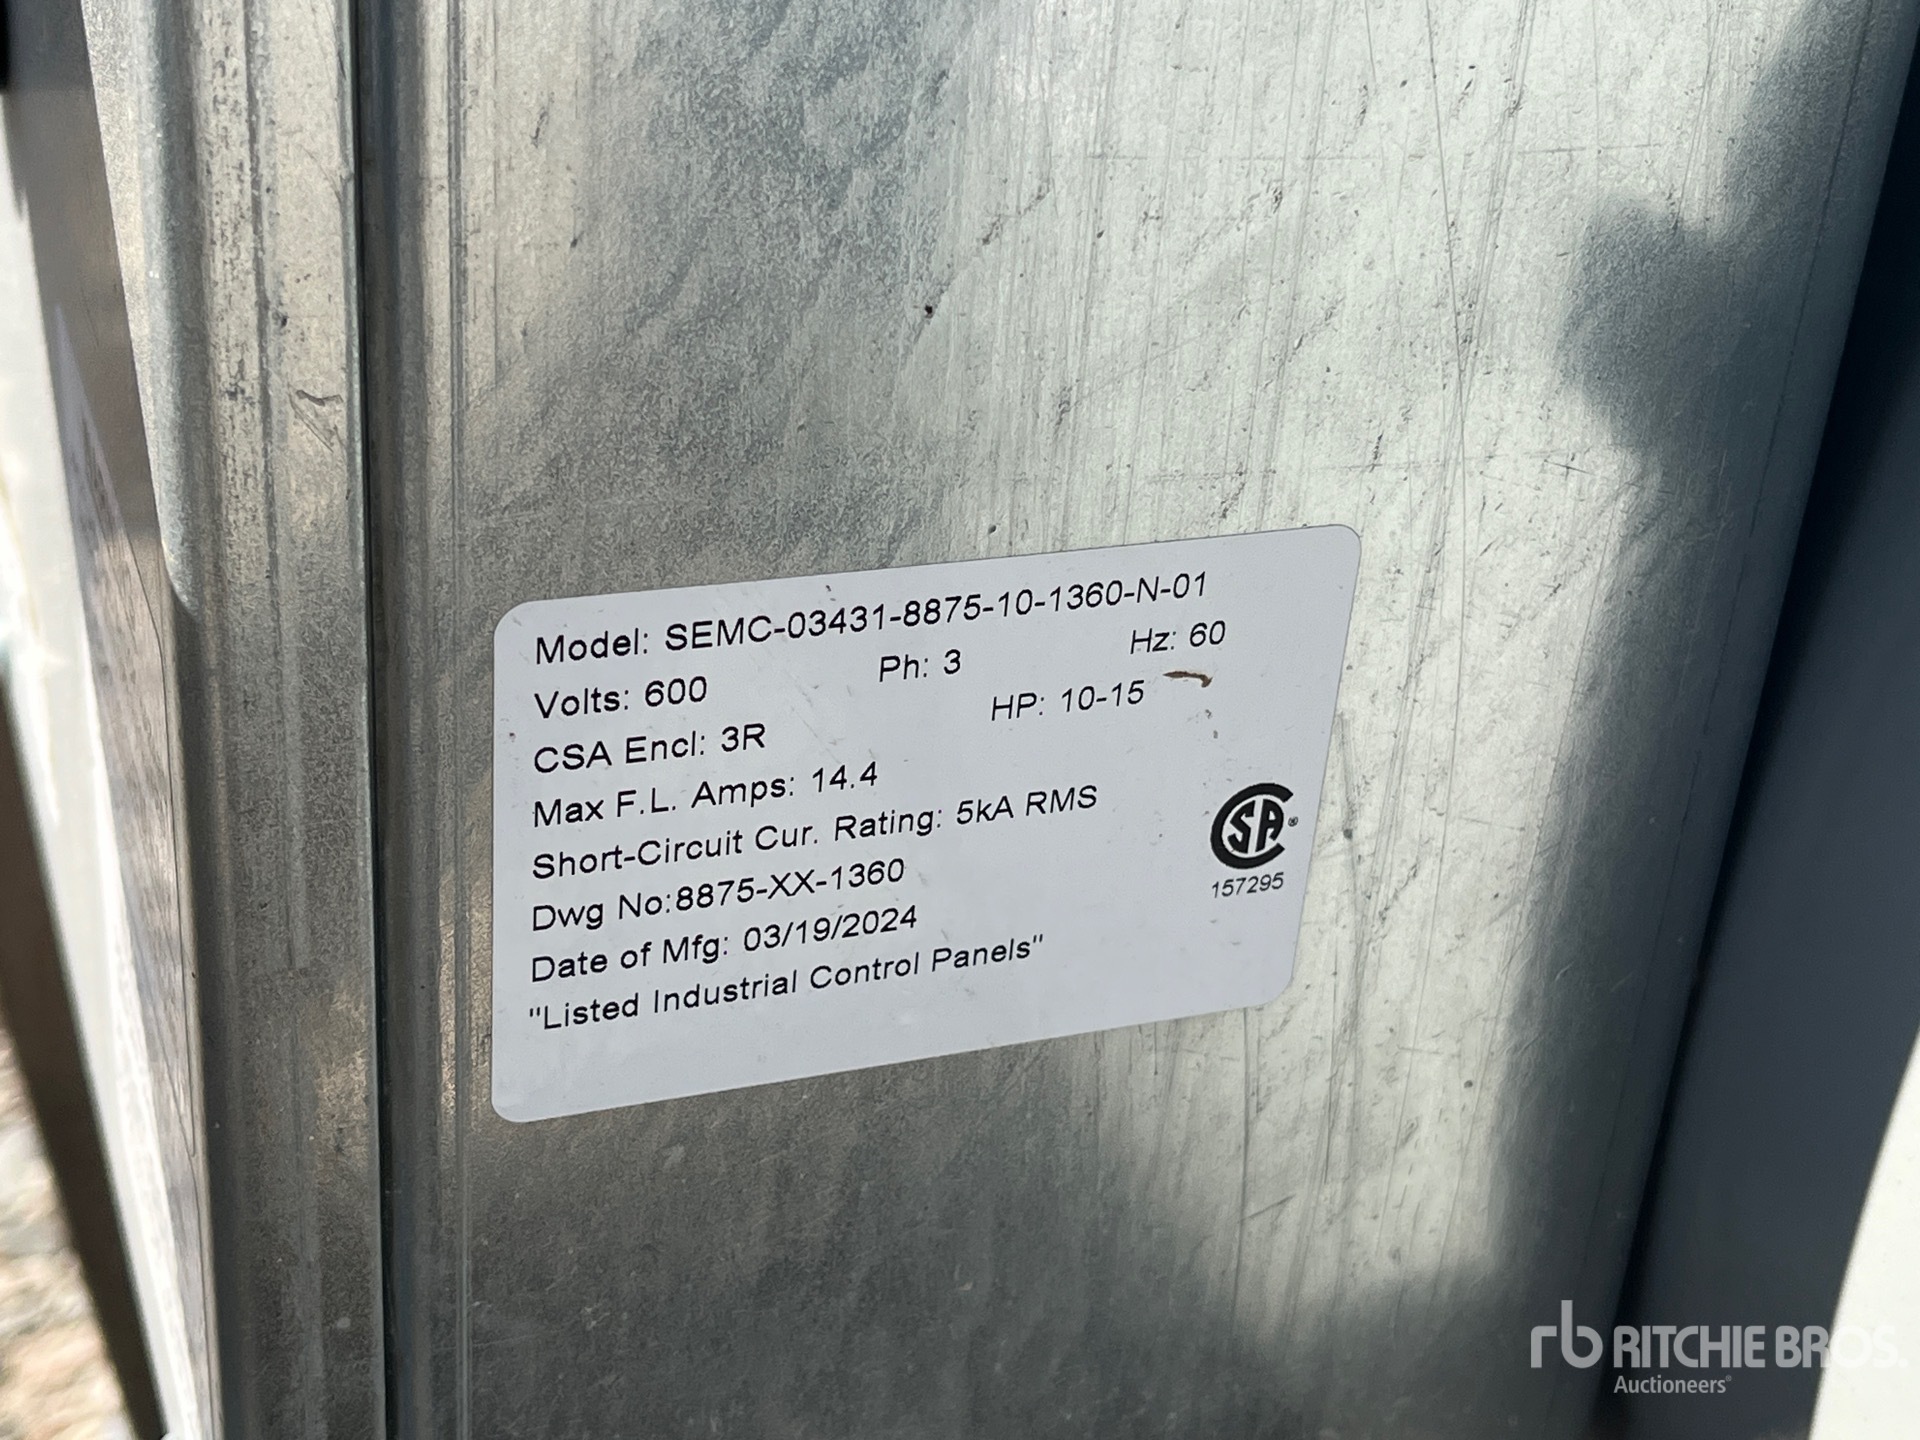 Model: SEMC-03431-8875-10-1360-N-01
Volts: 600 Ph: 3 Hz: 60
CSA Encl: 3R HP: 10-15
Max F.L. Amps: 14.4
Short-Circuit Cur. Rating: 5kA RMS
Dwg No:8875-XX-1360
Date of Mfg: 03/19/2024
"Listed Industrial Control Panels"
CSA®
157295
rb RITCHIE BROS.
Auctioneers®